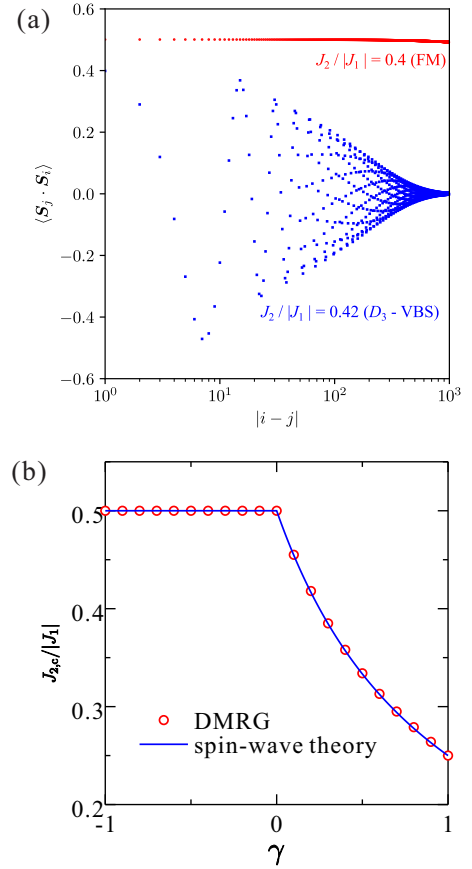 (a)
0.6
0.4
0.2
0.0
−0.2
−0.4
−0.6
⟨S_j · S_i⟩
J_2 / |J_1| = 0.4 (FM)
J_2 / |J_1| = 0.42 (D_3 - VBS)
10^0 10^1 10^2 10^3
|i − j|
(b)
0.5
0.4
0.3
0.2
J_{2,c}/|J_1|
DMRG
spin-wave theory
-1 0 1
γ